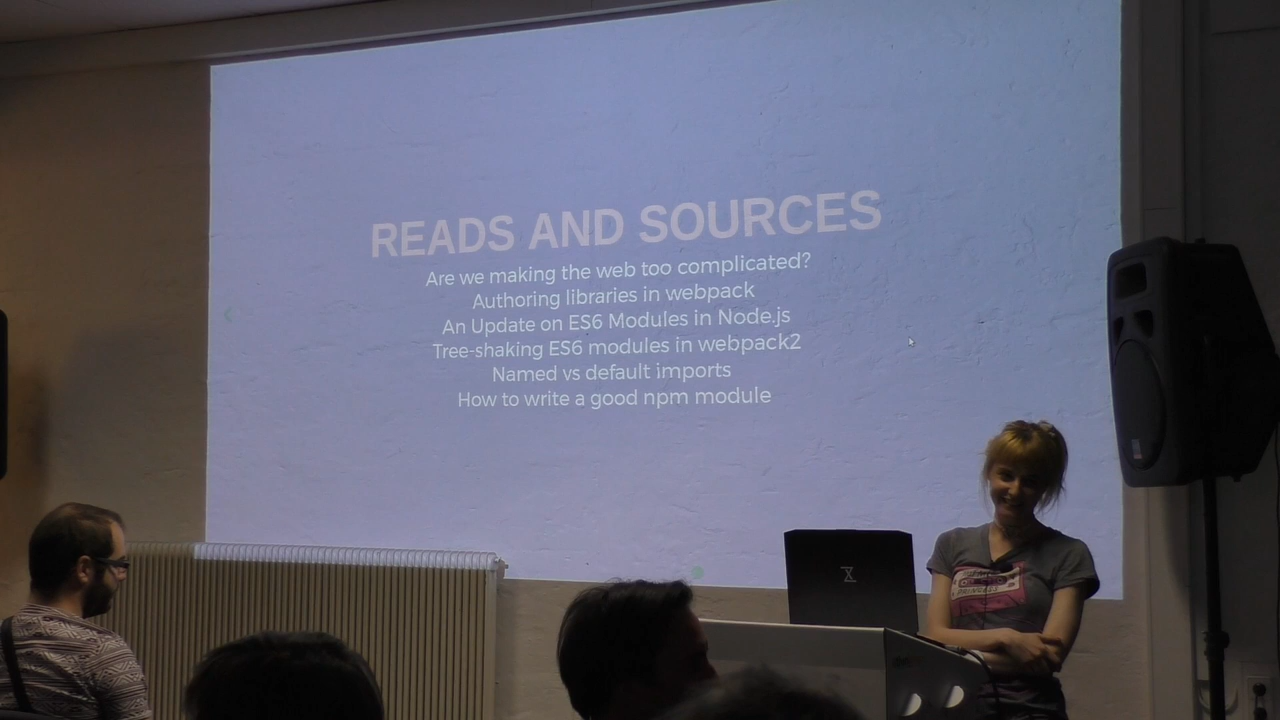 READS AND SOURCES
Are we making the web too complicated?
Authoring libraries in webpack
An Update on ES6 Modules in Node.js
Tree-shaking ES6 modules in webpack2
Named vs default imports
How to write a good npm module